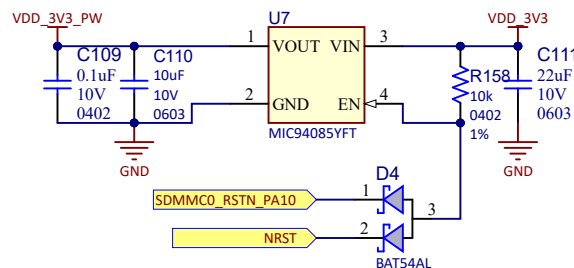 VDD_3V3_PW
U7
VDD_3V3
1 VOUT VIN 3
2 GND EN 4
MIC94085YFT
C109
0.1uF
10V
0402
C110
10uF
10V
0603
R158
10k
0402
1%
C111
22uF
10V
0603
GND
GND
D4
SDMMC0_RSTN_PA10 1
3
NRST 2
BAT54AL